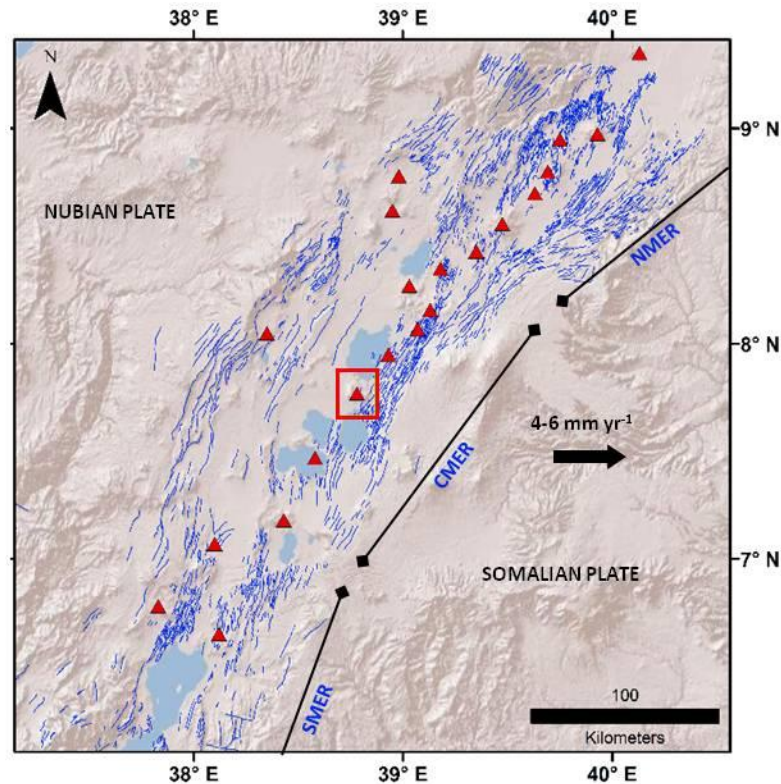 38° E 39° E 40° E
N
9° N
NUBIAN PLATE
NMER
8° N
4-6 mm yr⁻¹
CMER
7° N
SOMALIAN PLATE
SMER
100
Kilometers
38° E 39° E 40° E